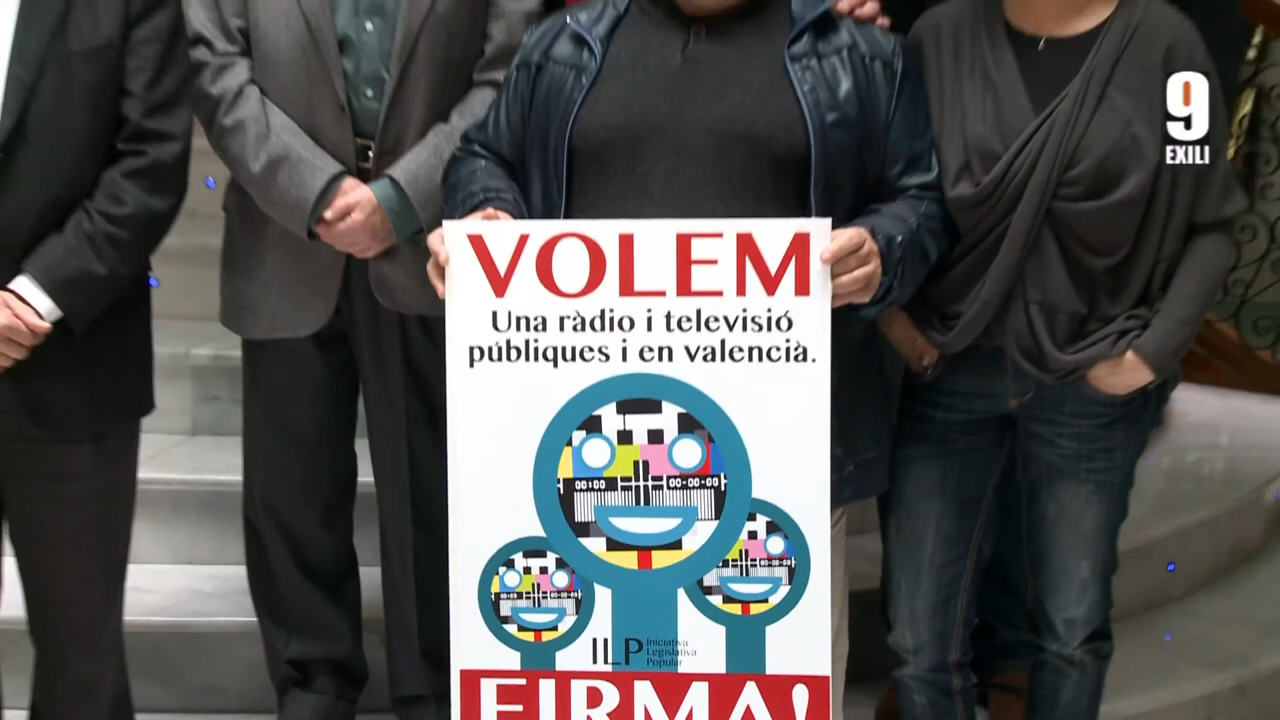 9
EXILI
VOLEM
Una ràdio i televisió
públiques i en valencià.
00:00
00-00-00
ILP
Iniciativa
Legislativa
Popular
FIRMA!